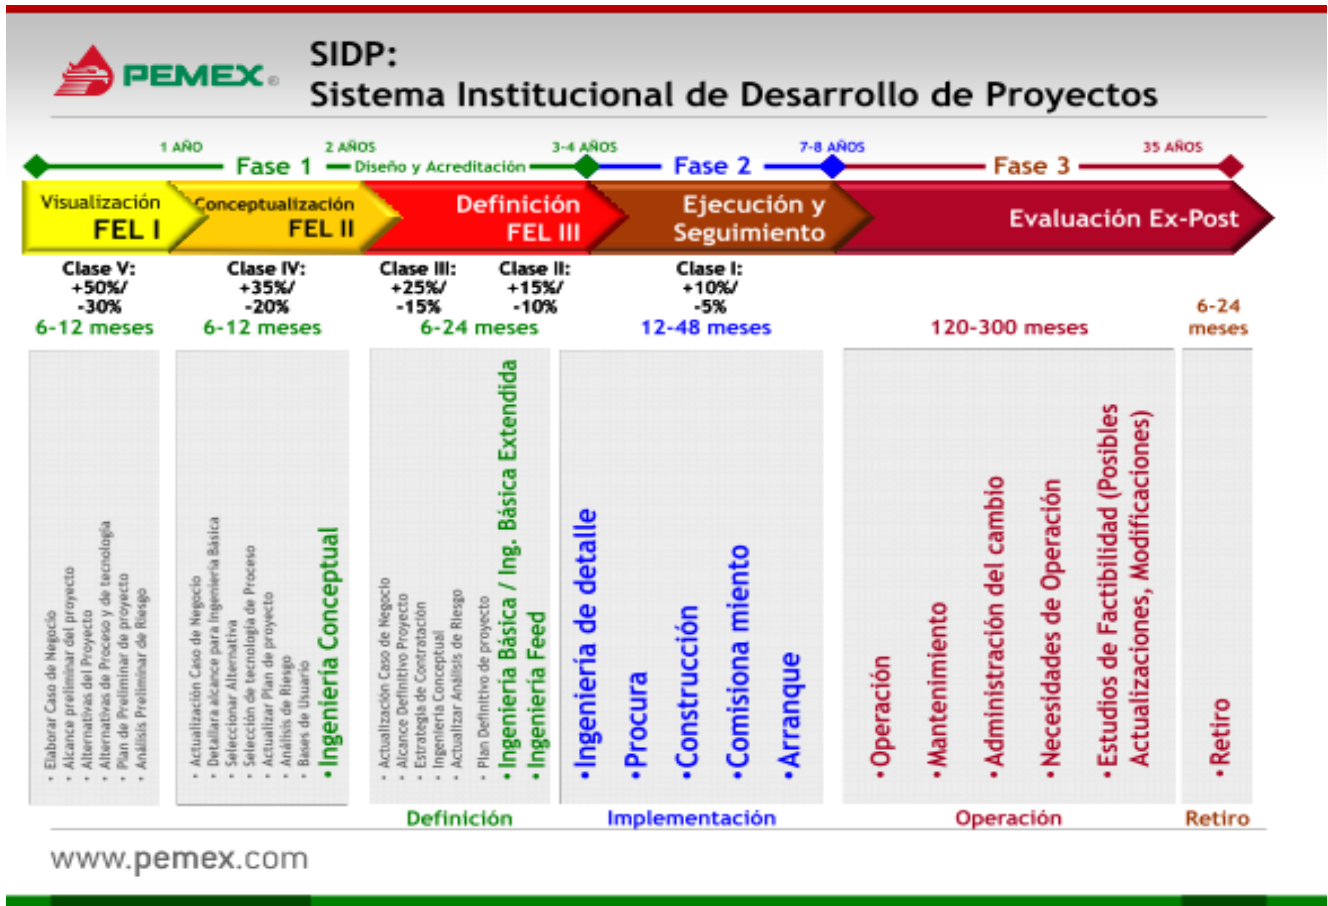 PEMEX®
SIDP:
Sistema Institucional de Desarrollo de Proyectos
1 AÑO
2 AÑOS
3-4 AÑOS
7-8 AÑOS
35 AÑOS
Fase 1
Diseño y Acreditación
Fase 2
Fase 3
Visualización
FEL I
Conceptualización
FEL II
Definición
FEL III
Ejecución y
Seguimiento
Evaluación Ex-Post
Clase V:
+50%/
-30%
6-12 meses
Clase IV:
+35%/
-20%
6-12 meses
Clase III:
+25%/
-15%
Clase II:
+15%/
-10%
6-24 meses
Clase I:
+10%/
-5%
12-48 meses
120-300 meses
6-24
meses
• Elaborar Caso de Negocio
• Alcance preliminar del proyecto
• Alternativas del Proyecto
• Alternativas de Proceso y de tecnología
• Plan de Preliminar de proyecto
• Análisis Preliminar de Riesgo
• Actualización Caso de Negocio
• Detallara alcance para Ingeniería Básica
• Seleccionar Alternativa
• Selección de tecnología de Proceso
• Actualizar Plan de proyecto
• Análisis de Riesgo
• Bases de Usuario
• Ingeniería Conceptual
• Actualización Caso de Negocio
• Alcance Definitivo Proyecto
• Estrategia de Contratación
• Ingeniería Conceptual
• Actualizar Análisis de Riesgo
• Plan Definitivo de proyecto
• Ingeniería Básica / Ing. Básica Extendida
• Ingeniería Feed
• Ingeniería de detalle
• Procura
• Construcción
• Comisiona miento
• Arranque
• Operación
• Mantenimiento
• Administración del cambio
• Necesidades de Operación
• Estudios de Factibilidad (Posibles
Actualizaciones, Modificaciones)
• Retiro
Definición
Implementación
Operación
Retiro
www.pemex.com